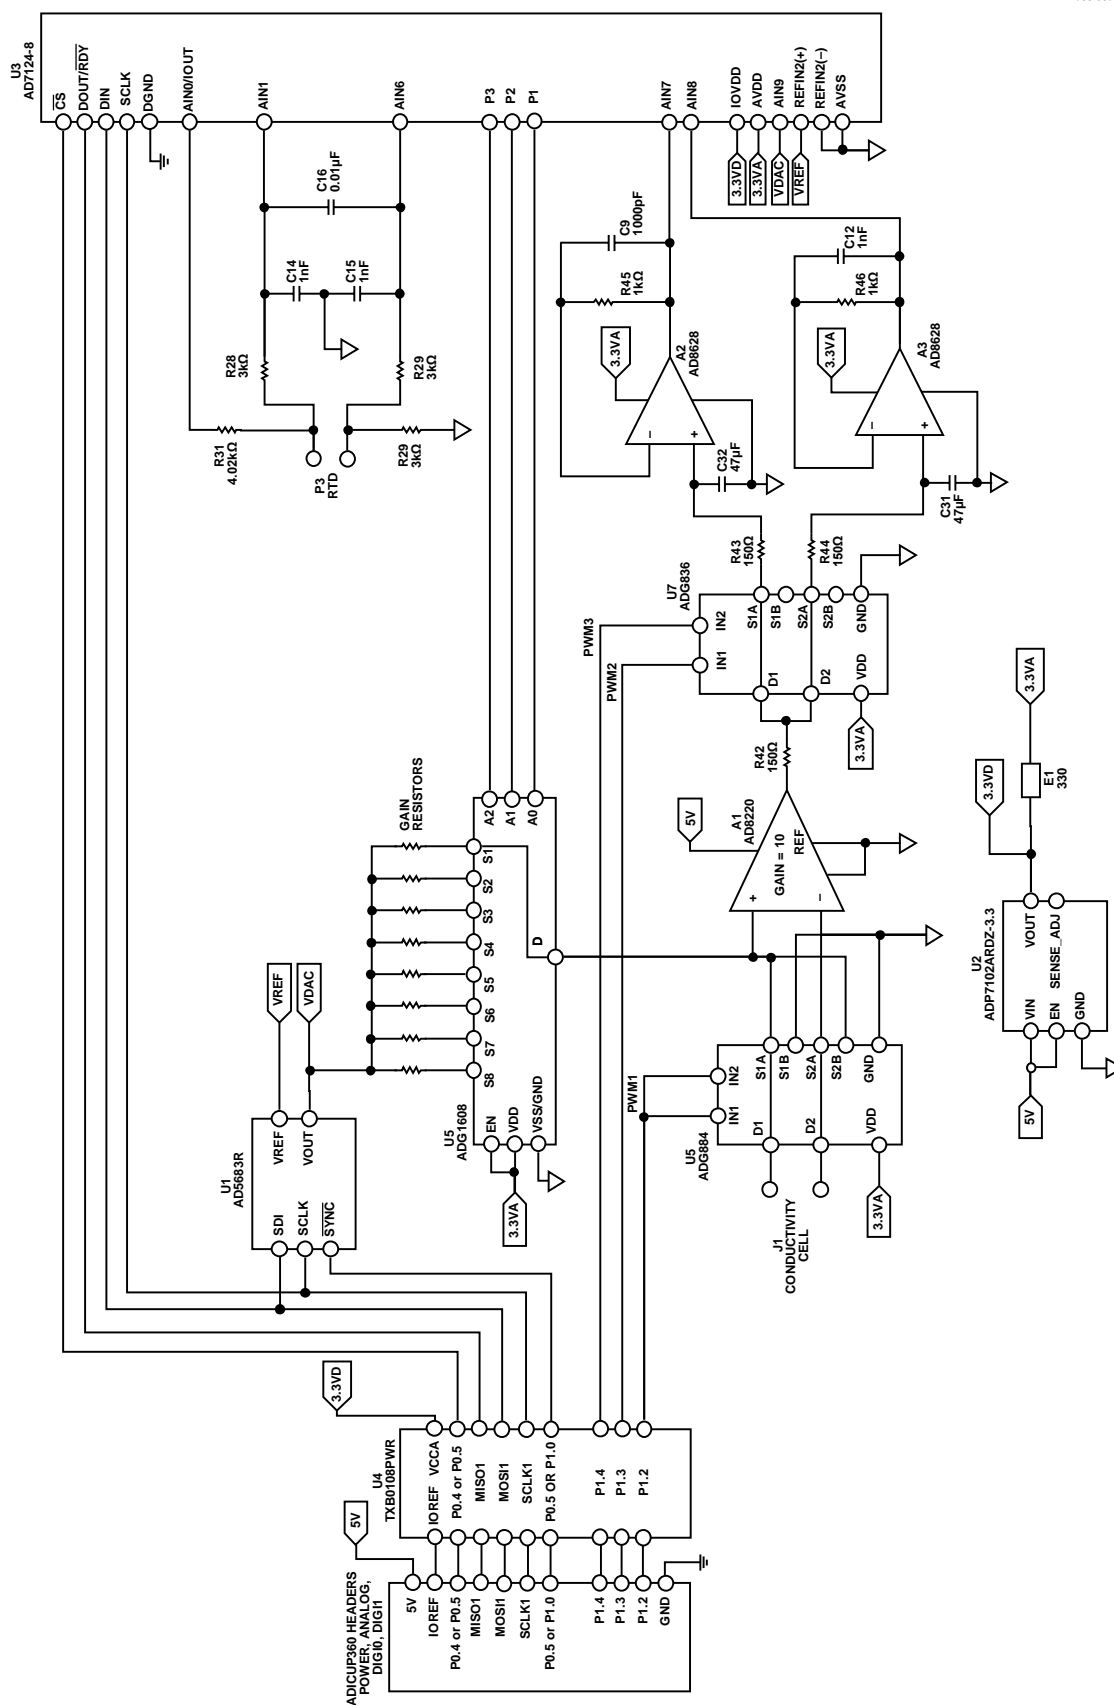 U3
AD7124-8
CS
DOUT/RDY
DIN
SCLK
DGND
AIN0/IOUT
AIN1
AIN6
P3
P2
P1
AIN7
AIN8
IOVDD
AVDD
AIN9
REFIN2(+)
REFIN2(−)
AVSS
3.3VD
3.3VA
VDAC
VREF
C16
0.01µF
C14
1nF
C15
1nF
R28
3kΩ
R29
3kΩ
R31
4.02kΩ
R29
3kΩ
P3
RTD
C9
1000pF
R45
1kΩ
3.3VA
A2
AD8628
−
+
C32
47µF
C12
1nF
R46
1kΩ
3.3VA
A3
AD8628
−
+
C31
47µF
R43
150Ω
R44
150Ω
U7
ADG836
IN2
IN1
S1A
S1B
S2A
S2B
GND
D1
D2
VDD
3.3VA
PWM3
PWM2
R42
150Ω
A1
AD8220
5V
GAIN = 10
REF
+
−
GAIN
RESISTORS
A2
A1
A0
S1
S2
S3
S4
S5
S6
S7
S8
D
EN
VDD
VSS/GND
U5
ADG1608
3.3VA
VREF
VDAC
U1
AD5683R
VREF
VOUT
SDI
SCLK
SYNC
PWM1
U5
ADG884
IN2
IN1
S1A
S1B
S2A
S2B
GND
D1
D2
VDD
3.3VA
J1
CONDUCTIVITY
CELL
3.3VA
3.3VD
E1
330
U2
ADP7102ARDZ-3.3
VOUT
SENSE_ADJ
VIN
EN
GND
5V
3.3VD
U4
TXB0108PWR
IOREF VCCA
P0.4 or P0.5
MISO1
MOSI1
SCLK1
P0.5 OR P1.0
P1.4
P1.3
P1.2
5V
ADICUP360 HEADERS
POWER, ANALOG,
DIGI0, DIGI1
5V
IOREF
P0.4 or P0.5
MISO1
MOSI1
SCLK1
P0.5 or P1.0
P1.4
P1.3
P1.2
GND